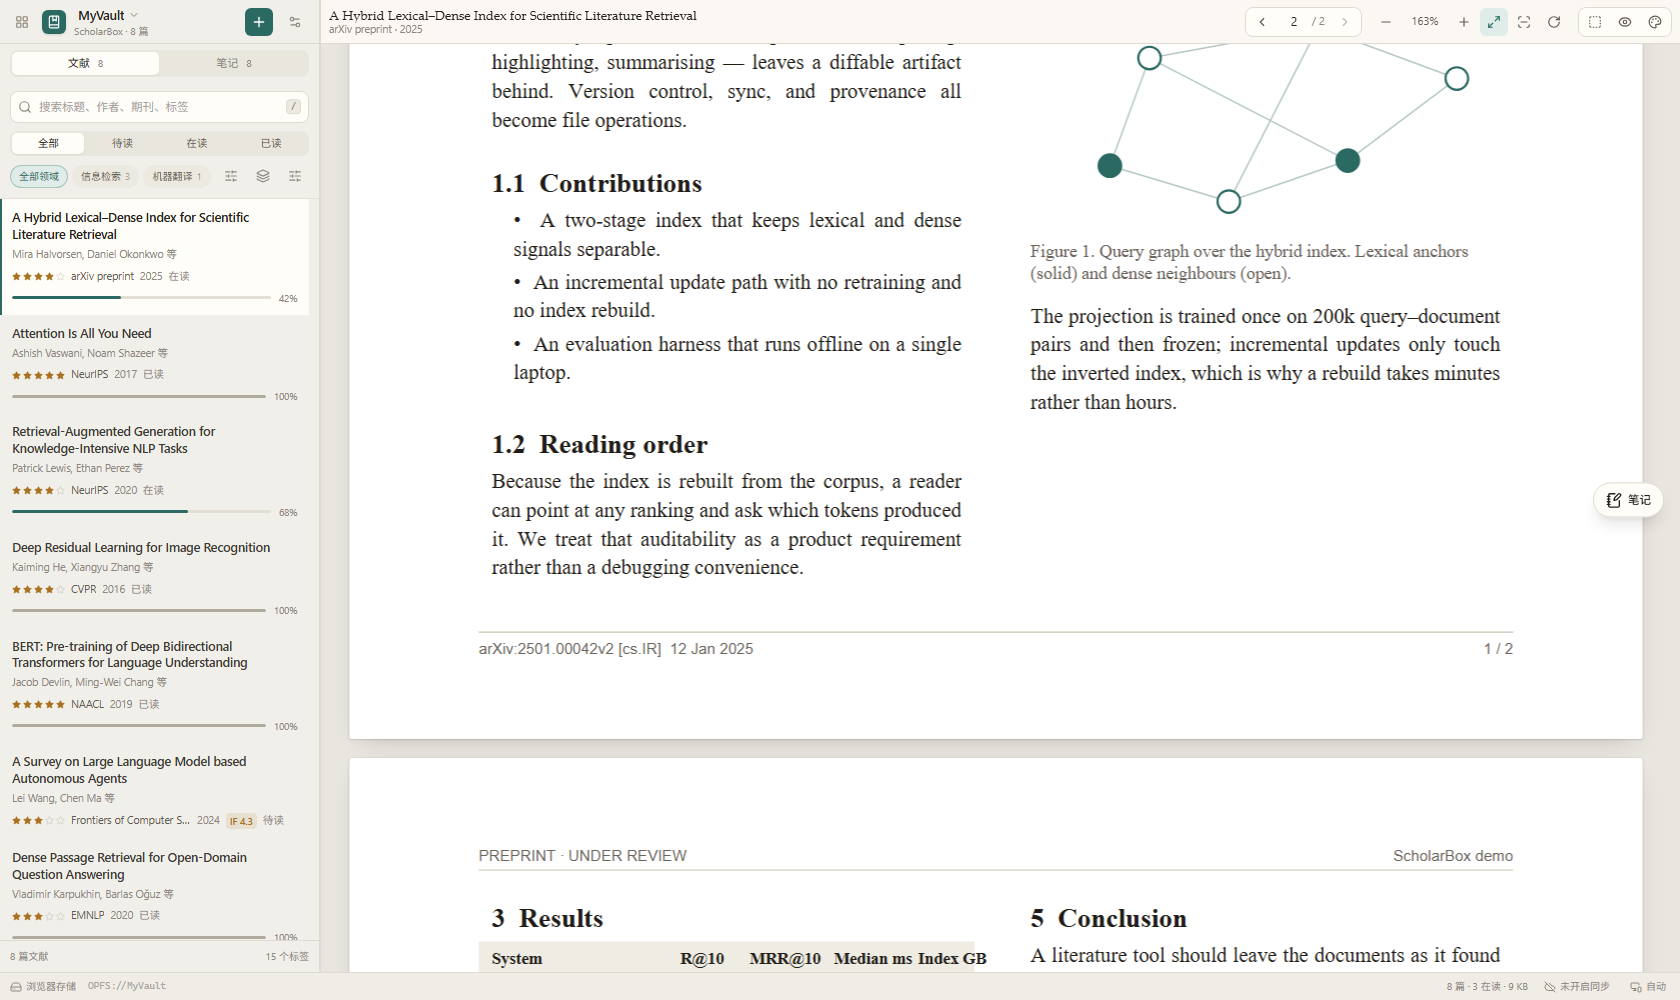 MyVault
ScholarBox · 8 篇
文献 8
笔记 8
搜索标题、作者、期刊、标签
/
全部
待读
在读
已读
全部领域
信息检索 3
机器翻译 1
A Hybrid Lexical–Dense Index for Scientific
Literature Retrieval
Mira Halvorsen, Daniel Okonkwo 等
arXiv preprint 2025 在读
42%
Attention Is All You Need
Ashish Vaswani, Noam Shazeer 等
NeurIPS 2017 已读
100%
Retrieval-Augmented Generation for
Knowledge-Intensive NLP Tasks
Patrick Lewis, Ethan Perez 等
NeurIPS 2020 在读
68%
Deep Residual Learning for Image Recognition
Kaiming He, Xiangyu Zhang 等
CVPR 2016 已读
100%
BERT: Pre-training of Deep Bidirectional
Transformers for Language Understanding
Jacob Devlin, Ming-Wei Chang 等
NAACL 2019 已读
100%
A Survey on Large Language Model based
Autonomous Agents
Lei Wang, Chen Ma 等
Frontiers of Computer S... 2024 IF 4.3 待读
Dense Passage Retrieval for Open-Domain
Question Answering
Vladimir Karpukhin, Barlas Oğuz 等
EMNLP 2020 已读
100%
8 篇文献
15 个标签
A Hybrid Lexical–Dense Index for Scientific Literature Retrieval
arXiv preprint · 2025
2 / 2
163%
highlighting, summarising — leaves a diffable artifact
behind. Version control, sync, and provenance all
become file operations.
1.1 Contributions
• A two-stage index that keeps lexical and dense
signals separable.
• An incremental update path with no retraining and
no index rebuild.
• An evaluation harness that runs offline on a single
laptop.
1.2 Reading order
Because the index is rebuilt from the corpus, a reader
can point at any ranking and ask which tokens produced
it. We treat that auditability as a product requirement
rather than a debugging convenience.
Figure 1. Query graph over the hybrid index. Lexical anchors
(solid) and dense neighbours (open).
The projection is trained once on 200k query–document
pairs and then frozen; incremental updates only touch
the inverted index, which is why a rebuild takes minutes
rather than hours.
arXiv:2501.00042v2 [cs.IR] 12 Jan 2025
1 / 2
笔记
PREPRINT · UNDER REVIEW
ScholarBox demo
3 Results
System R@10 MRR@10 Median ms Index GB
5 Conclusion
A literature tool should leave the documents as it found
浏览器存储 OPFS://MyVault
8 篇 · 3 在读 · 9 KB
未开启同步
自动